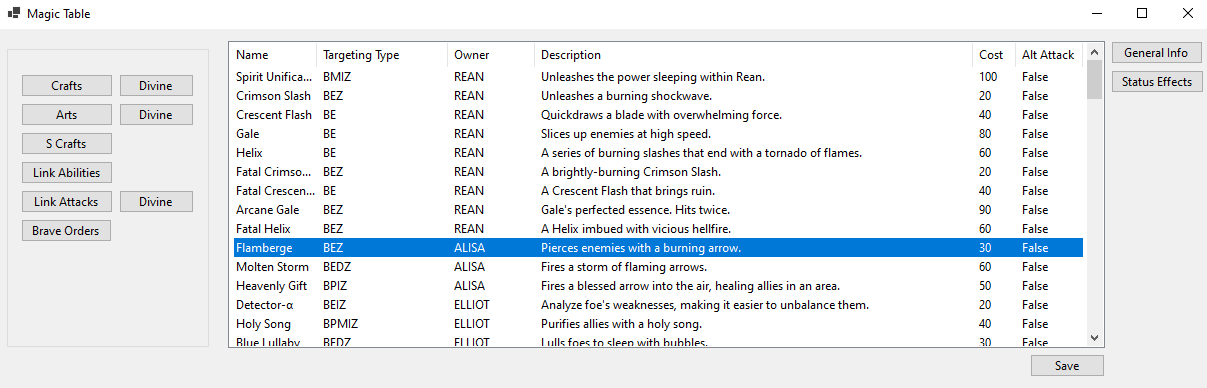 Magic Table
Crafts Divine
Arts Divine
S Crafts
Link Abilities
Link Attacks Divine
Brave Orders
Name Targeting Type Owner Description Cost Alt Attack
Spirit Unifica... BMIZ REAN Unleashes the power sleeping within Rean. 100 False
Crimson Slash BEZ REAN Unleashes a burning shockwave. 20 False
Crescent Flash BE REAN Quickdraws a blade with overwhelming force. 40 False
Gale BE REAN Slices up enemies at high speed. 80 False
Helix BE REAN A series of burning slashes that end with a tornado of flames. 60 False
Fatal Crimso... BEZ REAN A brightly-burning Crimson Slash. 20 False
Fatal Crescen... BE REAN A Crescent Flash that brings ruin. 40 False
Arcane Gale BEZ REAN Gale's perfected essence. Hits twice. 90 False
Fatal Helix BEZ REAN A Helix imbued with vicious hellfire. 60 False
Flamberge BEZ ALISA Pierces enemies with a burning arrow. 30 False
Molten Storm BEDZ ALISA Fires a storm of flaming arrows. 60 False
Heavenly Gift BPIZ ALISA Fires a blessed arrow into the air, healing allies in an area. 50 False
Detector-α BEIZ ELLIOT Analyze foe's weaknesses, making it easier to unbalance them. 20 False
Holy Song BPMIZ ELLIOT Purifies allies with a holy song. 40 False
Blue Lullaby BEDZ ELLIOT Lulls foes to sleep with bubbles. 30 False
General Info
Status Effects
Save